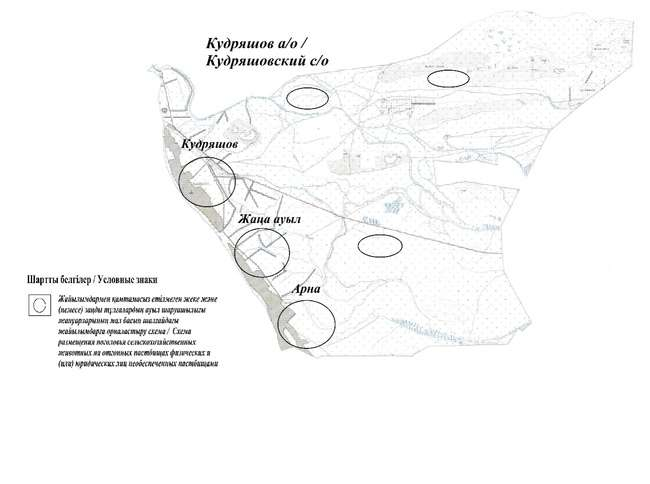 Кудряшов а/о /
Кудряшовский с/о
Кудряшов
Жаңа ауыл
Арна
Шартты белгілер / Условные знаки
Жайылымдармен қамтамасыз етілмеген жеке және
(немесе) заңды тұлғалардың ауыл шаруашылығы
жануарларының мал басын шалғайдағы
жайылымдарға орналастыру схема / Схема
размещения поголовья сельскохозяйственных
животных на отгонных пастбищах физических и
(или) юридических лиц необеспеченных пастбищами